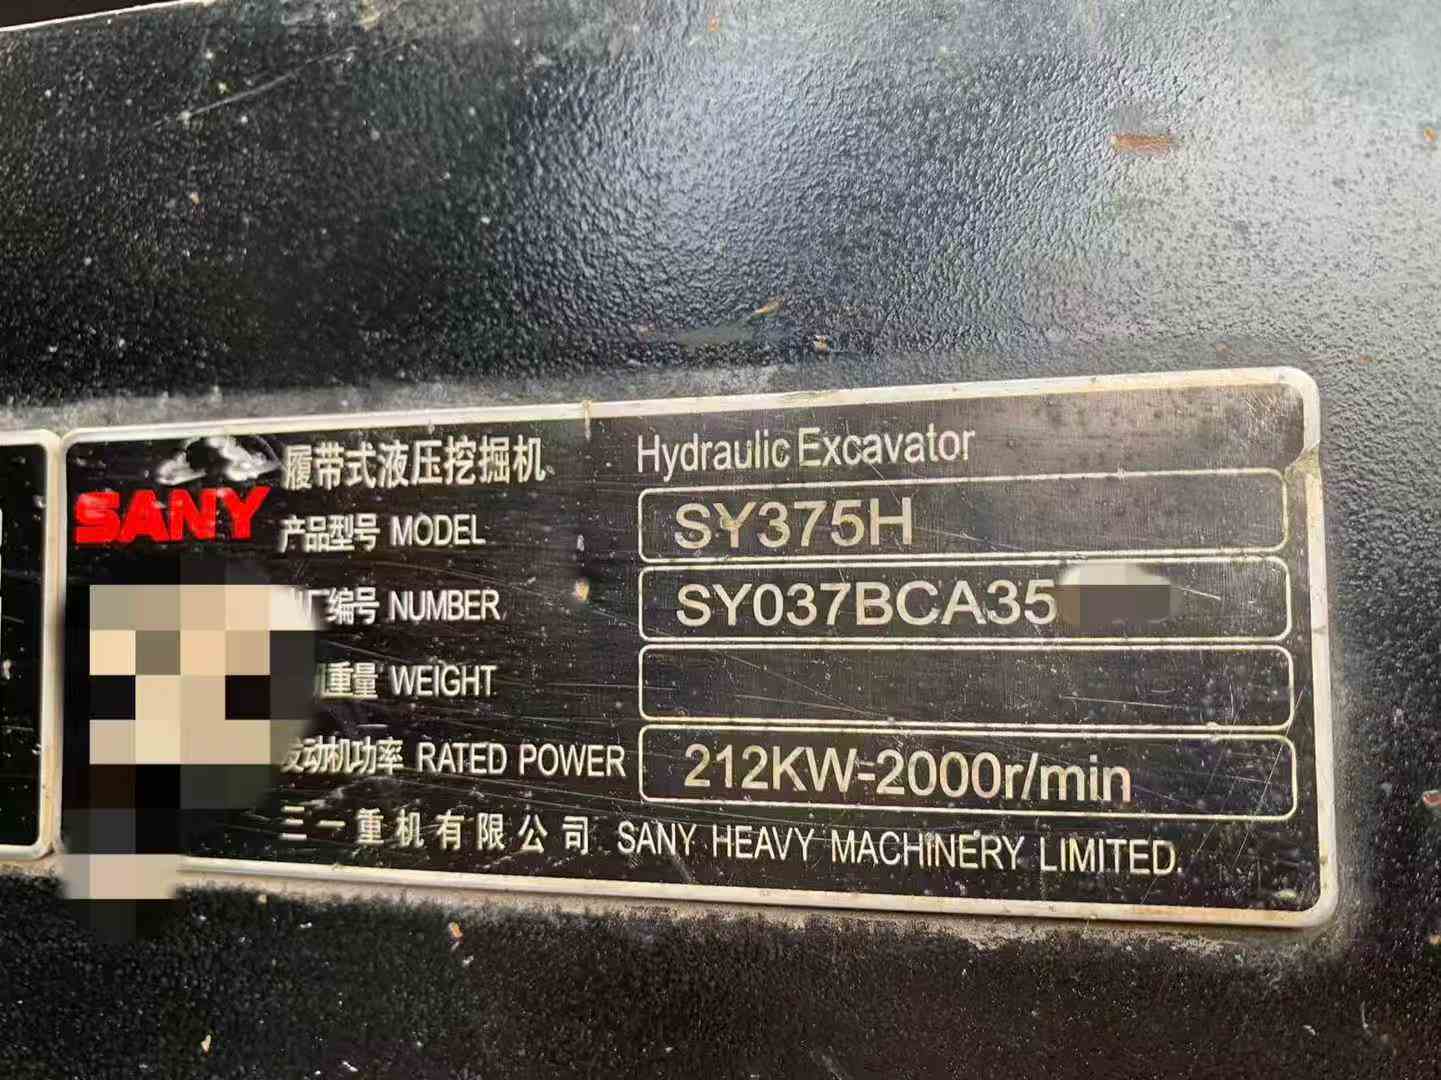 履带式液压挖掘机 Hydraulic Excavator
SANY
产品型号 MODEL SY375H
编号 NUMBER SY037BCA35
重量 WEIGHT
发动机功率 RATED POWER 212KW-2000r/min
三一重机有限公司 SANY HEAVY MACHINERY LIMITED.